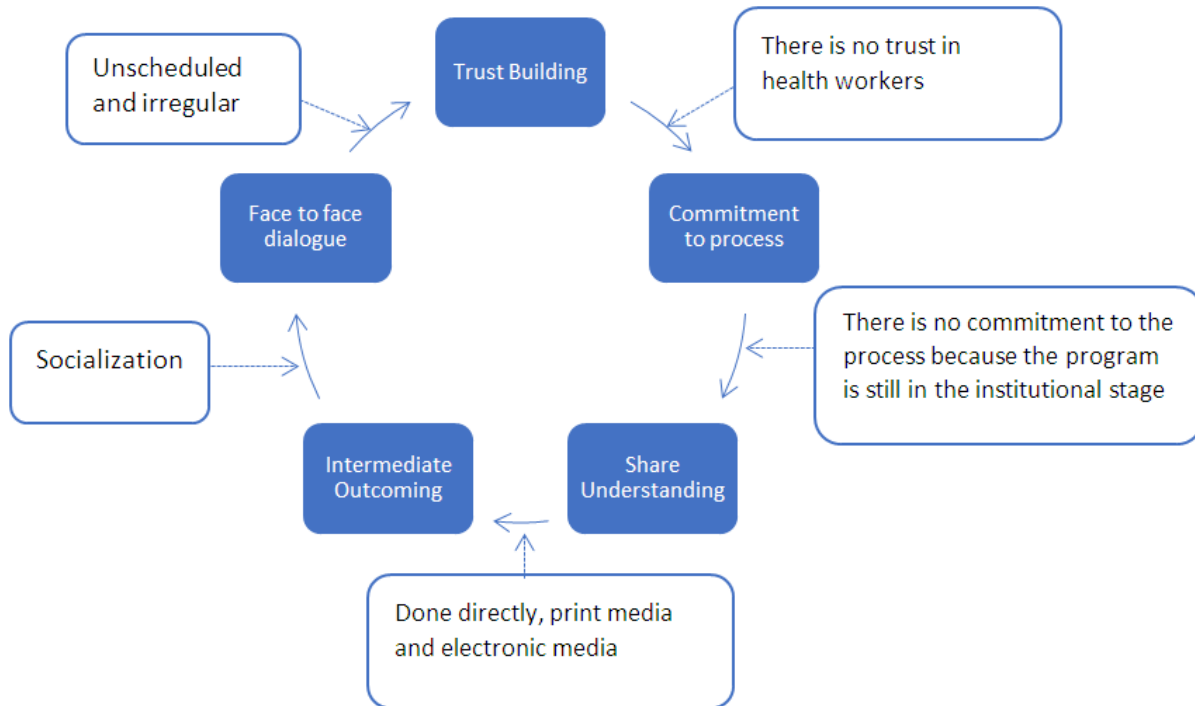 Unscheduled
and irregular
Trust Building
There is no trust in
health workers
Face to face
dialogue
Commitment
to process
Socialization
There is no commitment to the
process because the program
is still in the institutional stage
Intermediate
Outcoming
Share
Understanding
Done directly, print media
and electronic media